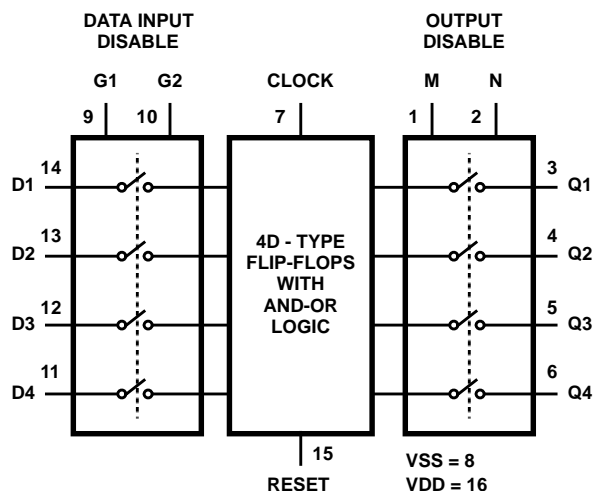 DATA INPUT
DISABLE
OUTPUT
DISABLE
G1 G2 CLOCK M N
9 10 7 1 2
D1 14 3 Q1
D2 13 4 Q2
D3 12 5 Q3
D4 11 6 Q4
4D - TYPE
FLIP-FLOPS
WITH
AND-OR
LOGIC
15
RESET
VSS = 8
VDD = 16